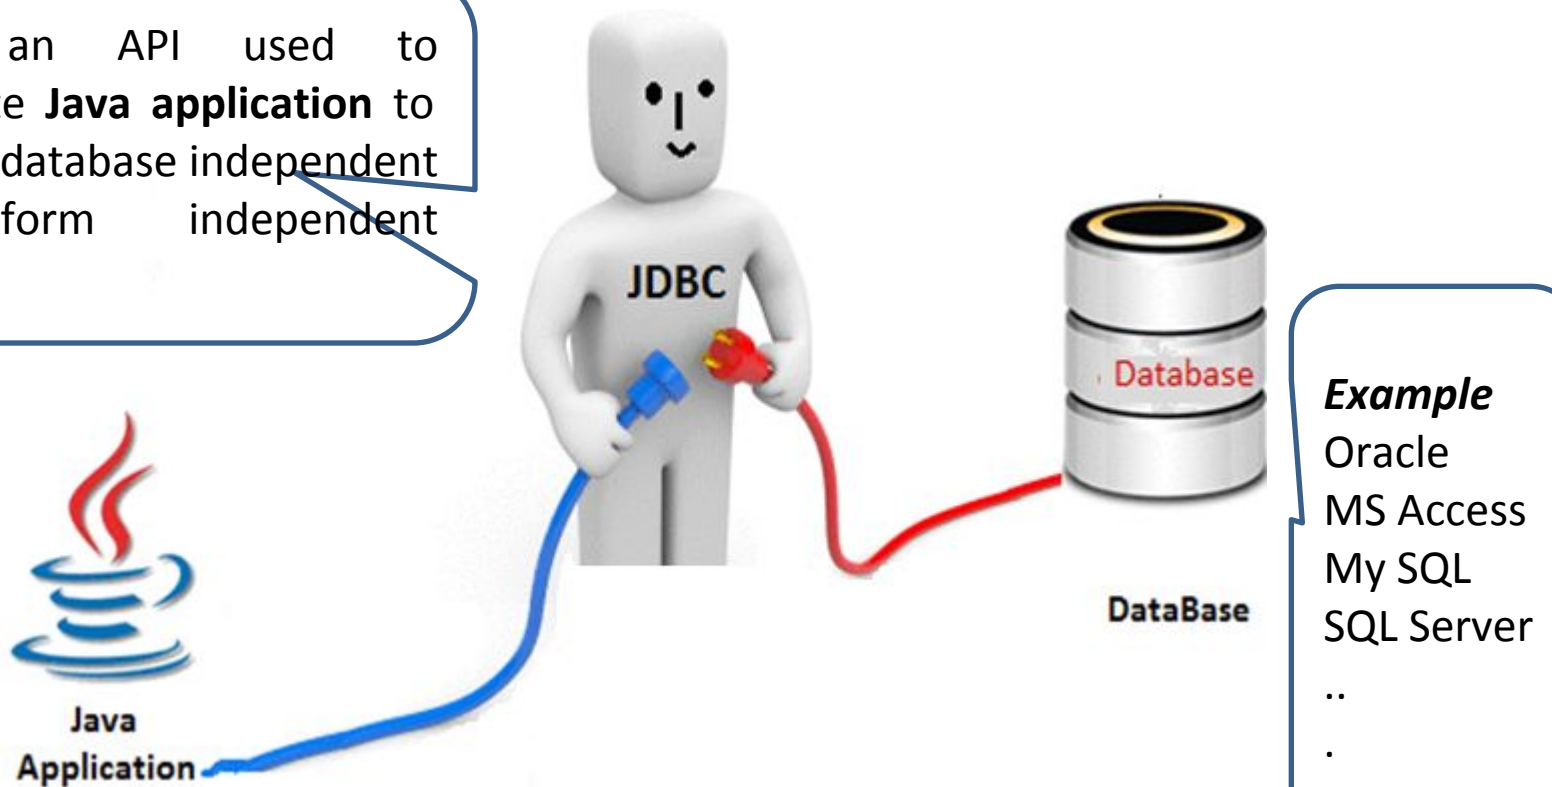 an API used to
Java application to
database independent
form independent
JDBC
Database
DataBase
Example
Oracle
MS Access
My SQL
SQL Server
..
.
Java
Application